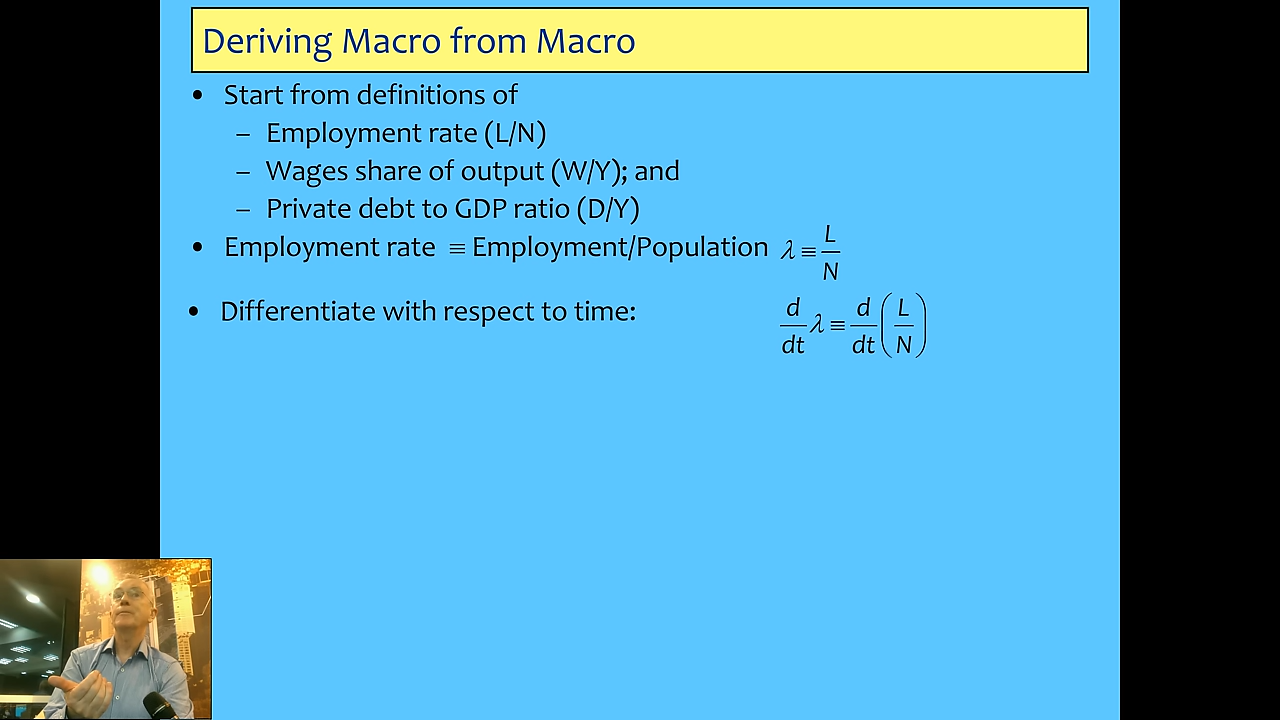 Deriving Macro from Macro
• Start from definitions of
– Employment rate (L/N)
– Wages share of output (W/Y); and
– Private debt to GDP ratio (D/Y)
• Employment rate ≡ Employment/Population λ ≡ L/N
• Differentiate with respect to time: d/dt λ ≡ d/dt (L/N)